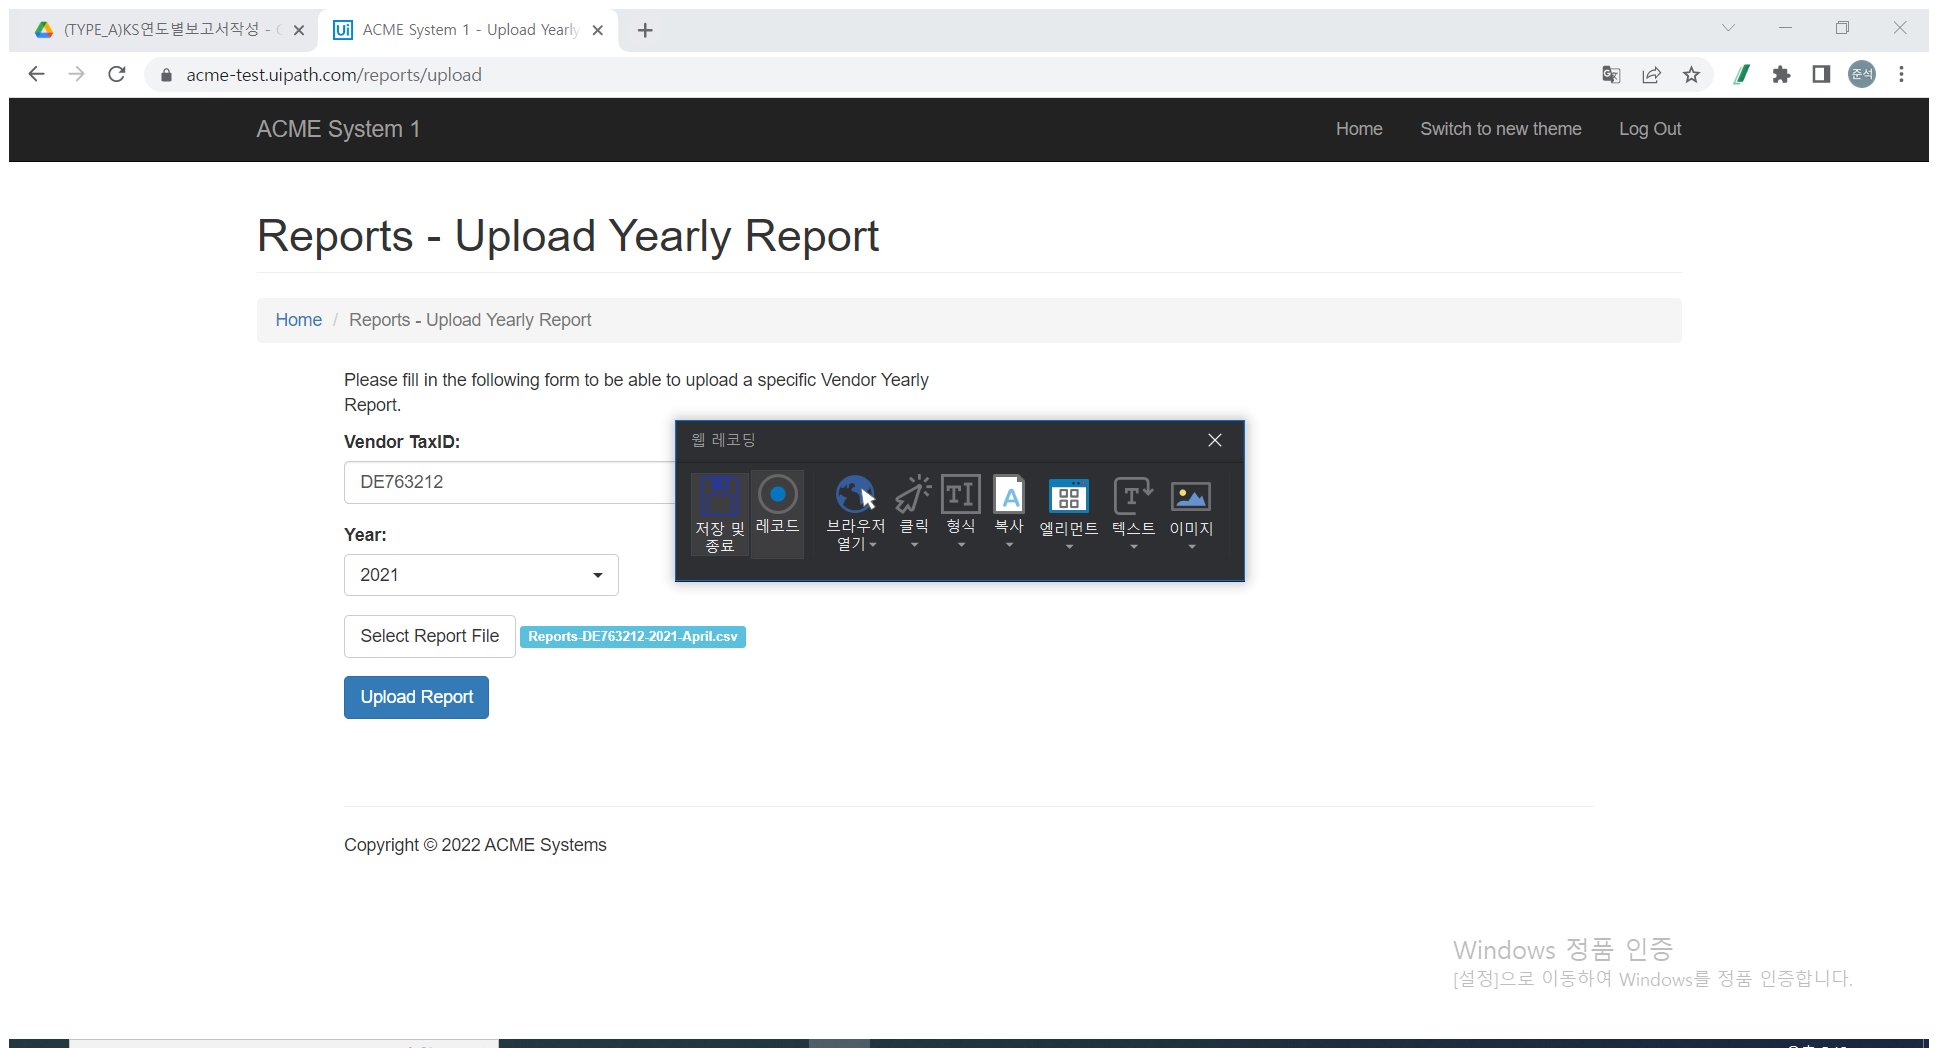 (TYPE_A)KS연도별보고서작성 -
ACME System 1 - Upload Yearly
acme-test.uipath.com/reports/upload
준석
ACME System 1
Home
Switch to new theme
Log Out
Reports - Upload Yearly Report
Home / Reports - Upload Yearly Report
Please fill in the following form to be able to upload a specific Vendor Yearly
Report.
Vendor TaxID:
DE763212
웹 레코딩
저장 및
종료
레코드
브라우저
열기
클릭
형식
복사
엘리먼트
텍스트
이미지
Year:
2021
Select Report File
Reports-DE763212-2021-April.csv
Upload Report
Copyright © 2022 ACME Systems
Windows 정품 인증
[설정]으로 이동하여 Windows를 정품 인증합니다.